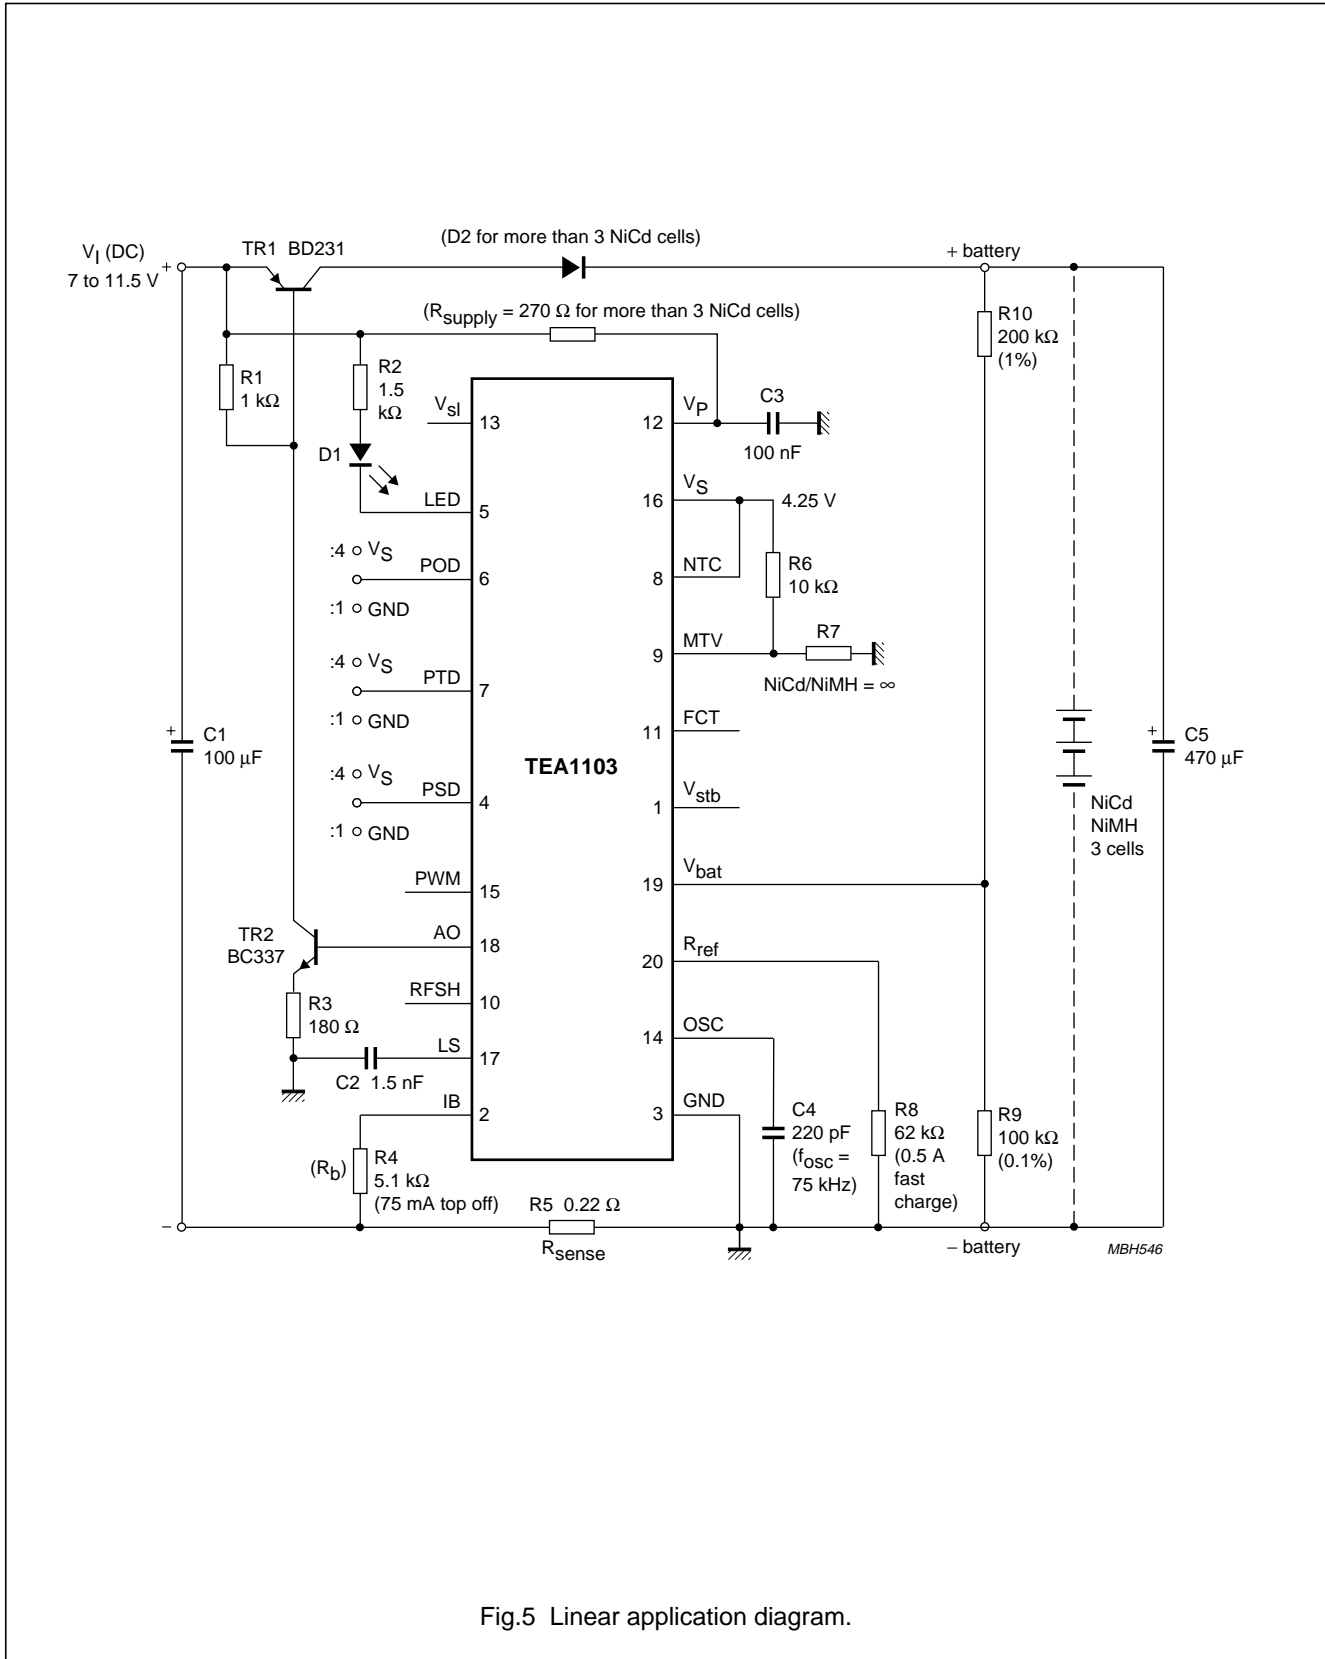 (D2 for more than 3 NiCd cells)
V_I (DC)
7 to 11.5 V
+
TR1 BD231
+ battery
(R_supply = 270 Ω for more than 3 NiCd cells)
R1
1 kΩ
R2
1.5
kΩ
D1
R10
200 kΩ
(1%)
V_sl
13
V_P
12
C3
100 nF
LED
5
V_S
16
4.25 V
NTC
8
R6
10 kΩ
:4 V_S
POD
6
:1 GND
MTV
9
R7
NiCd/NiMH = ∞
:4 V_S
PTD
7
:1 GND
FCT
11
+
C1
100 µF
TEA1103
+
C5
470 µF
:4 V_S
PSD
4
:1 GND
V_stb
1
NiCd
NiMH
3 cells
V_bat
19
PWM
15
TR2
BC337
AO
18
R_ref
20
R3
180 Ω
RFSH
10
OSC
14
LS
17
C2 1.5 nF
IB
2
GND
3
(R_b)
R4
5.1 kΩ
(75 mA top off)
C4
220 pF
(f_osc =
75 kHz)
R8
62 kΩ
(0.5 A
fast
charge)
R9
100 kΩ
(0.1%)
−
R5 0.22 Ω
R_sense
− battery
MBH546
Fig.5 Linear application diagram.